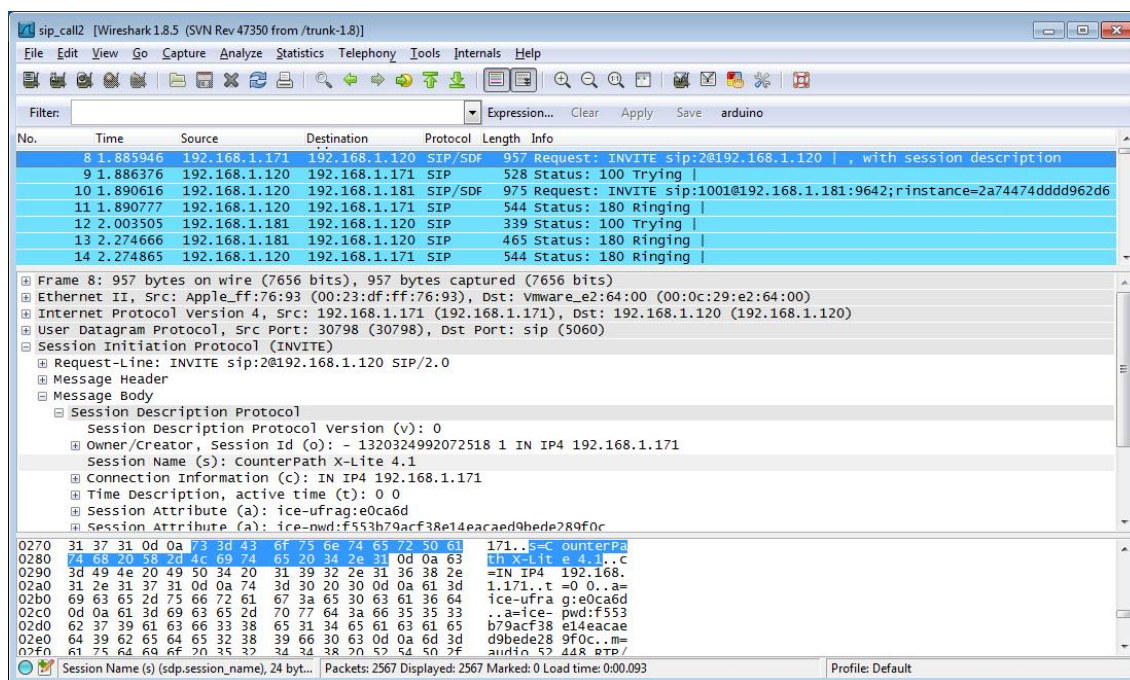 sip_call2 [Wireshark 1.8.5 (SVN Rev 47350 from /trunk-1.8)]
File Edit View Go Capture Analyze Statistics Telephony Tools Internals Help
Filter: Expression... Clear Apply Save arduino
No. Time Source Destination Protocol Length Info
8 1.885946 192.168.1.171 192.168.1.120 SIP/SDF 957 Request: INVITE sip:2@192.168.1.120 | , with session description
9 1.886376 192.168.1.120 192.168.1.171 SIP 528 Status: 100 Trying |
10 1.890616 192.168.1.120 192.168.1.181 SIP/SDF 975 Request: INVITE sip:1001@192.168.1.181:9642;rinstance=2a74474dddd962d6
11 1.890777 192.168.1.120 192.168.1.171 SIP 544 Status: 180 Ringing |
12 2.003505 192.168.1.181 192.168.1.120 SIP 339 Status: 100 Trying |
13 2.274666 192.168.1.181 192.168.1.120 SIP 465 Status: 180 Ringing |
14 2.274865 192.168.1.120 192.168.1.171 SIP 544 Status: 180 Ringing |
Frame 8: 957 bytes on wire (7656 bits), 957 bytes captured (7656 bits)
Ethernet II, Src: Apple_ff:76:93 (00:23:df:ff:76:93), Dst: Vmware_e2:64:00 (00:0c:29:e2:64:00)
Internet Protocol Version 4, Src: 192.168.1.171 (192.168.1.171), Dst: 192.168.1.120 (192.168.1.120)
User Datagram Protocol, Src Port: 30798 (30798), Dst Port: sip (5060)
Session Initiation Protocol (INVITE)
Request-Line: INVITE sip:2@192.168.1.120 SIP/2.0
Message Header
Message Body
Session Description Protocol
Session Description Protocol Version (v): 0
Owner/Creator, Session Id (o): - 1320324992072518 1 IN IP4 192.168.1.171
Session Name (s): CounterPath X-Lite 4.1
Connection Information (c): IN IP4 192.168.1.171
Time Description, active time (t): 0 0
Session Attribute (a): ice-ufrag:e0ca6d
Session Attribute (a): ice-pwd:f553b79acf38e14eacaed9bede289f0c
0270 31 37 31 0d 0a 73 3d 43 6f 75 6e 74 65 72 50 61 171..s=C ounterPa
0280 74 68 20 58 2d 4c 69 74 65 20 34 2e 31 0d 0a 63 th X-Lit e 4.1..c
0290 3d 49 4e 20 49 50 34 20 31 39 32 2e 31 36 38 2e =IN IP4 192.168.
02a0 31 2e 31 37 31 0d 0a 74 3d 30 20 30 0d 0a 61 3d 1.171..t =0 0..a=
02b0 69 63 65 2d 75 66 72 61 67 3a 65 30 63 61 36 64 ice-ufra g:e0ca6d
02c0 0d 0a 61 3d 69 63 65 2d 70 77 64 3a 66 35 35 33 ..a=ice- pwd:f553
02d0 62 37 39 61 63 66 33 38 65 31 34 65 61 63 61 65 b79acf38 e14eacae
02e0 64 39 62 65 64 65 32 38 39 66 30 63 0d 0a 6d 3d d9bede28 9f0c..m=
02f0 61 75 64 69 6f 20 35 32 34 34 38 20 52 54 50 2f audio 52 448 RTP/
Session Name (s) (sdp.session_name), 24 byt... Packets: 2567 Displayed: 2567 Marked: 0 Load time: 0:00.093 Profile: Default